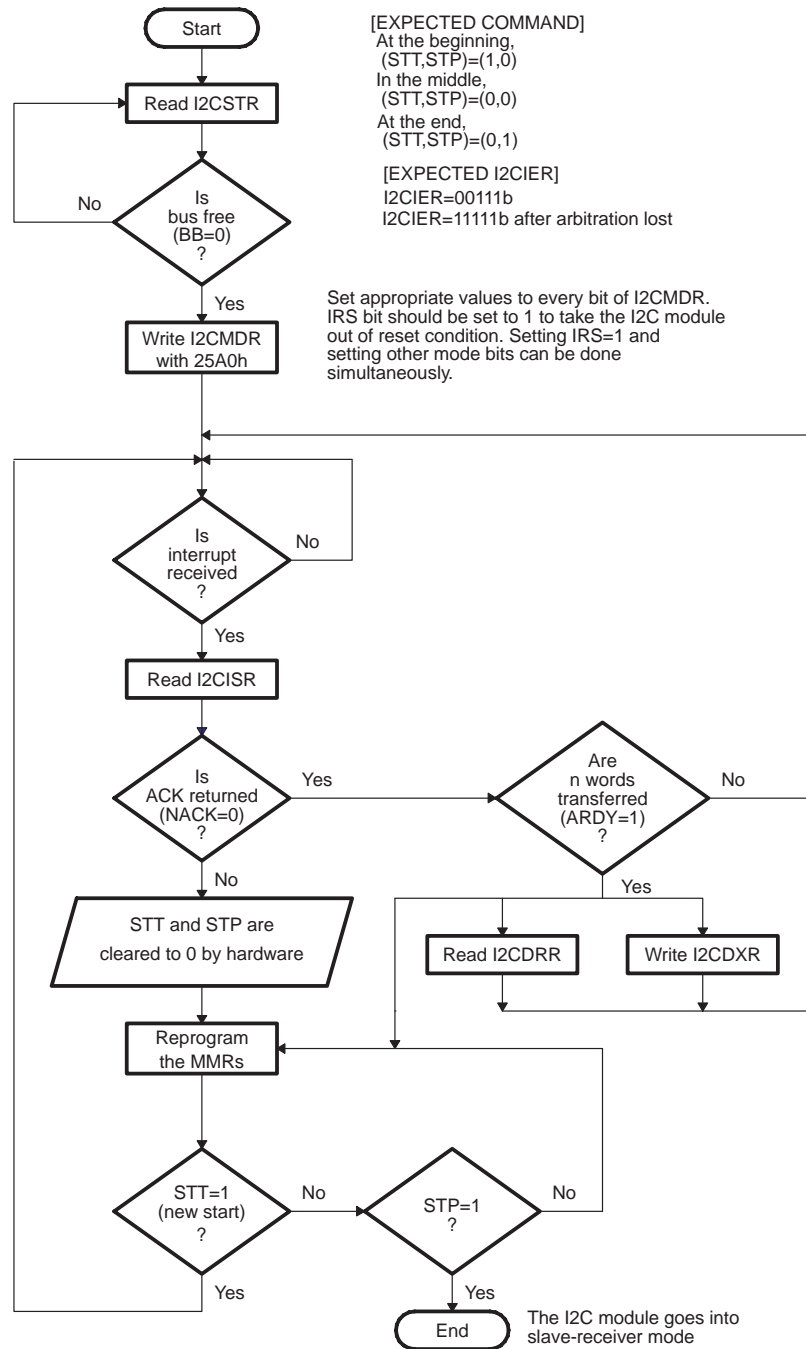 Start
[EXPECTED COMMAND]
At the beginning,
(STT,STP)=(1,0)
In the middle,
(STT,STP)=(0,0)
At the end,
(STT,STP)=(0,1)
[EXPECTED I2CIER]
I2CIER=00111b
I2CIER=11111b after arbitration lost
Read I2CSTR
No
Is
bus free
(BB=0)
?
Yes
Write I2CMDR
with 25A0h
Set appropriate values to every bit of I2CMDR.
IRS bit should be set to 1 to take the I2C module
out of reset condition. Setting IRS=1 and
setting other mode bits can be done
simultaneously.
Is
interrupt
received
?
No
Yes
Read I2CISR
Is
ACK returned
(NACK=0)
?
Yes
Are
n words
transferred
(ARDY=1)
?
No
No
Yes
STT and STP are
cleared to 0 by hardware
Read I2CDRR
Write I2CDXR
Reprogram
the MMRs
STT=1
(new start)
?
No
STP=1
?
No
Yes
Yes
End
The I2C module goes into
slave-receiver mode